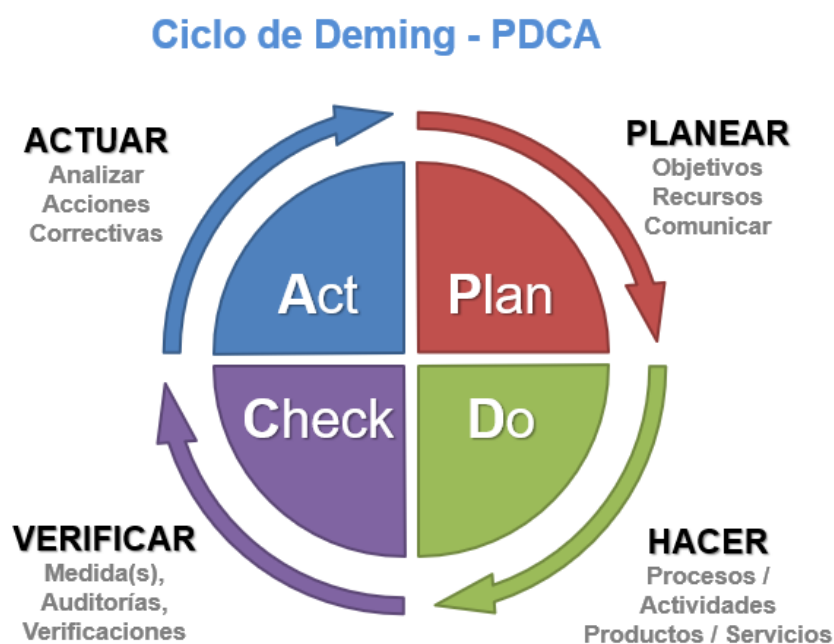 Ciclo de Deming - PDCA
ACTUAR
Analizar
Acciones
Correctivas
PLANEAR
Objetivos
Recursos
Comunicar
Act
Plan
Check
Do
VERIFICAR
Medida(s),
Auditorías,
Verificaciones
HACER
Procesos /
Actividades
Productos / Servicios